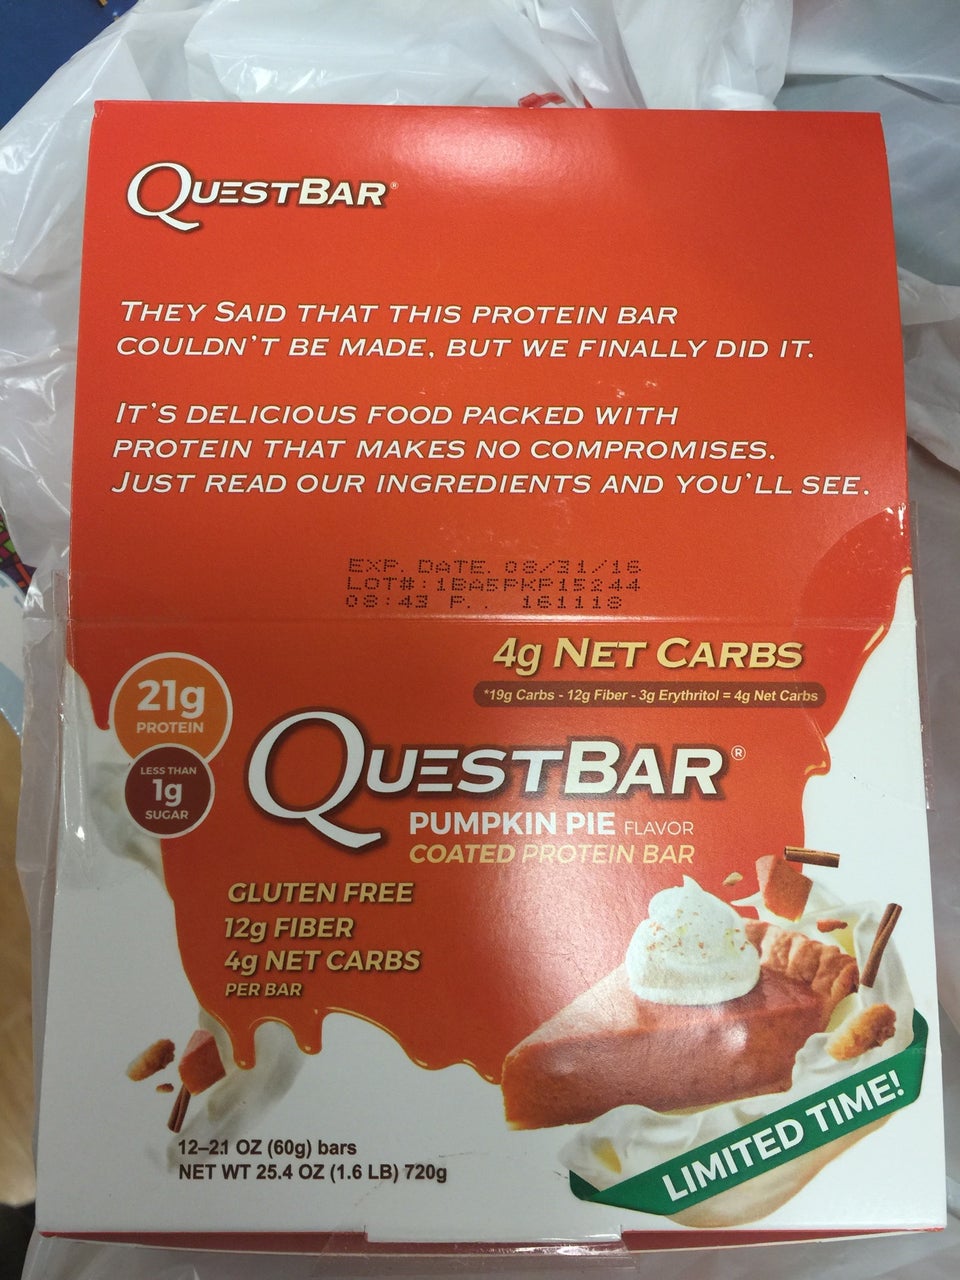 QUESTBAR®
THEY SAID THAT THIS PROTEIN BAR
COULDN'T BE MADE, BUT WE FINALLY DID IT.
IT'S DELICIOUS FOOD PACKED WITH
PROTEIN THAT MAKES NO COMPROMISES.
JUST READ OUR INGREDIENTS AND YOU'LL SEE.
EXP. DATE. 08/31/16
LOT#:1BA5PKP15244
08:43 P.. 161118
4g NET CARBS
*19g Carbs - 12g Fiber - 3g Erythritol = 4g Net Carbs
21g
PROTEIN
LESS THAN
1g
SUGAR
QUESTBAR®
PUMPKIN PIE FLAVOR
COATED PROTEIN BAR
GLUTEN FREE
12g FIBER
4g NET CARBS
PER BAR
LIMITED TIME!
12–2.1 OZ (60g) bars
NET WT 25.4 OZ (1.6 LB) 720g